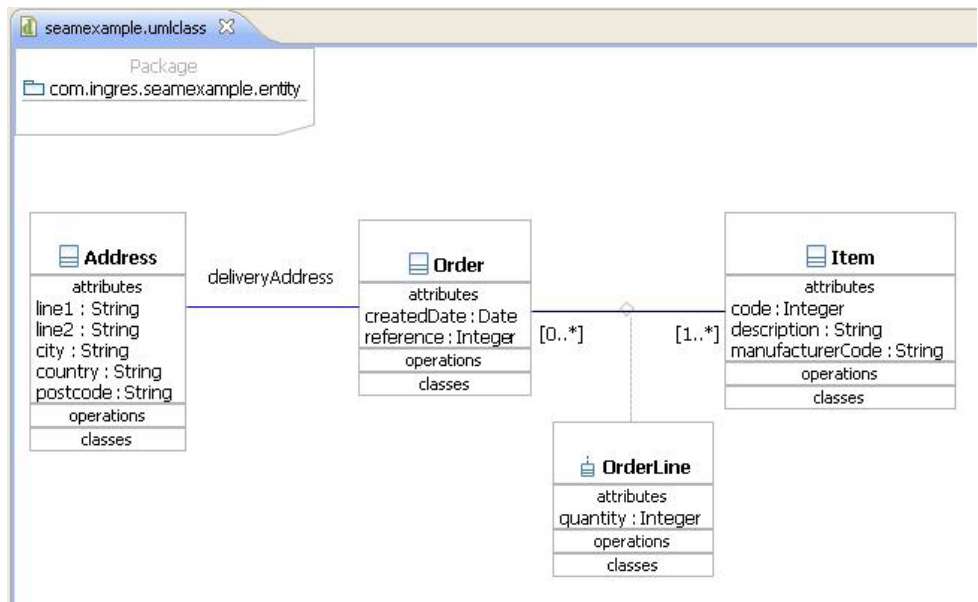 seamexample.umlclass
Package
com.ingres.seamexample.entity
Address
attributes
line1 : String
line2 : String
city : String
country : String
postcode : String
operations
classes
deliveryAddress
Order
attributes
createdDate : Date
reference : Integer
operations
classes
[0..*]
[1..*]
Item
attributes
code : Integer
description : String
manufacturerCode : String
operations
classes
OrderLine
attributes
quantity : Integer
operations
classes